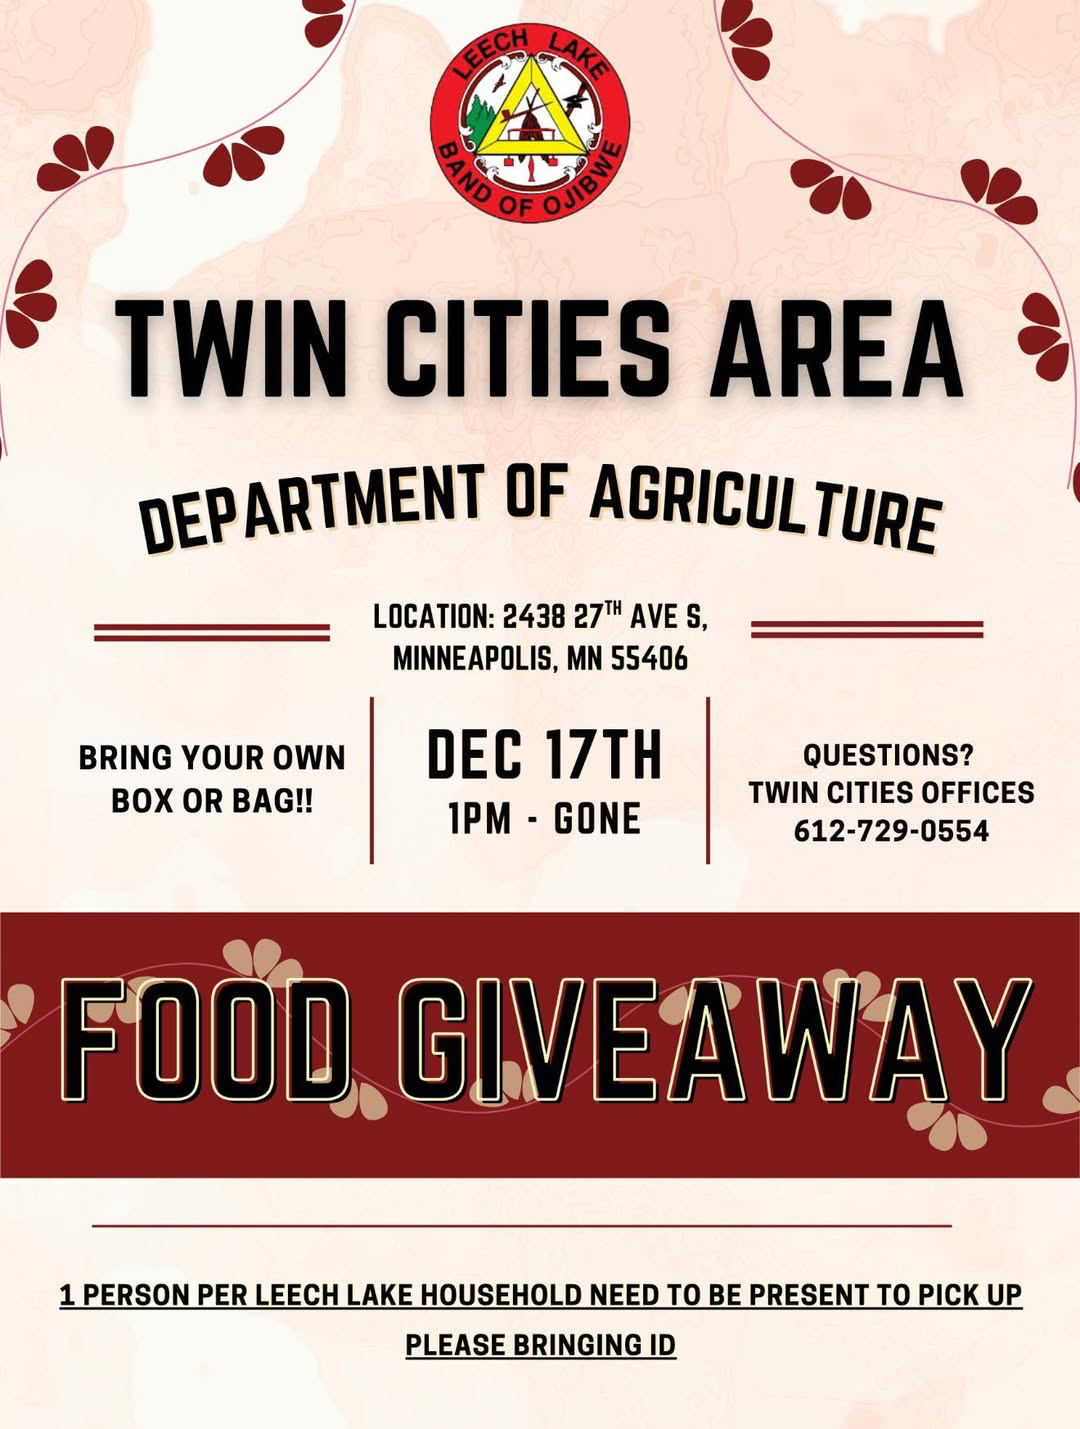 LEECH LAKE
BAND OF OJIBWE
TWIN CITIES AREA
DEPARTMENT OF AGRICULTURE
LOCATION: 2438 27TH AVE S,
MINNEAPOLIS, MN 55406
BRING YOUR OWN
BOX OR BAG!!
DEC 17TH
1PM - GONE
QUESTIONS?
TWIN CITIES OFFICES
612-729-0554
FOOD GIVEAWAY
1 PERSON PER LEECH LAKE HOUSEHOLD NEED TO BE PRESENT TO PICK UP
PLEASE BRINGING ID